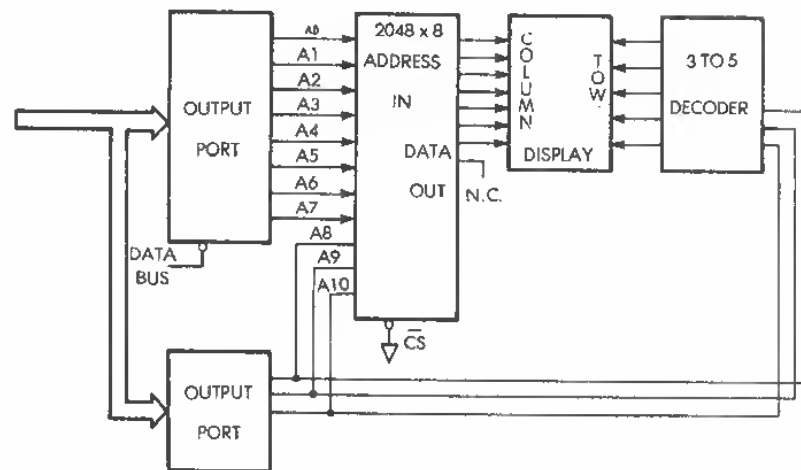 OUTPUT
PORT
DATA
BUS
A0
A1
A2
A3
A4
A5
A6
A7
A8
A9
A10
2048 x 8
ADDRESS
IN
DATA
OUT
CS
N.C.
COLUMN
TOW.
DISPLAY
3 TO 5
DECODER
OUTPUT
PORT